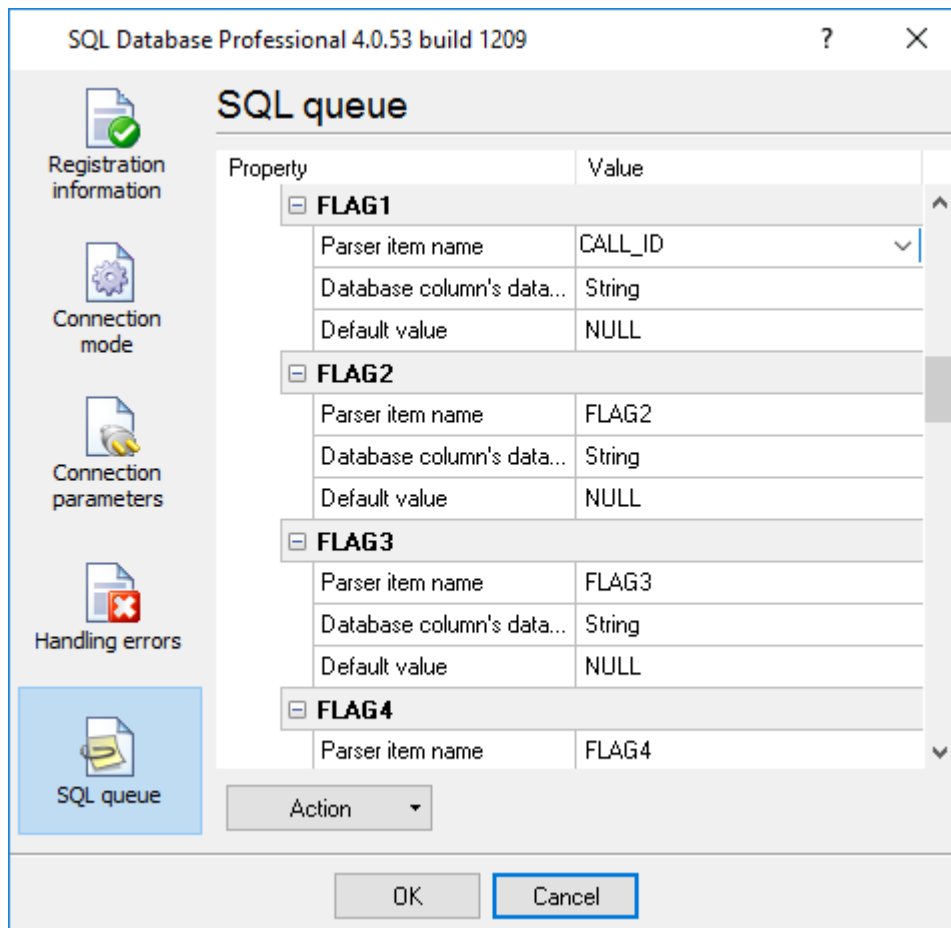 SQL Database Professional 4.0.53 build 1209 ?
Registration
information
Connection
mode
Connection
parameters
Handling errors
SQL queue
SQL queue
Property Value
FLAG1
Parser item name CALL_ID
Database column's data... String
Default value NULL
FLAG2
Parser item name FLAG2
Database column's data... String
Default value NULL
FLAG3
Parser item name FLAG3
Database column's data... String
Default value NULL
FLAG4
Parser item name FLAG4
Action
OK Cancel